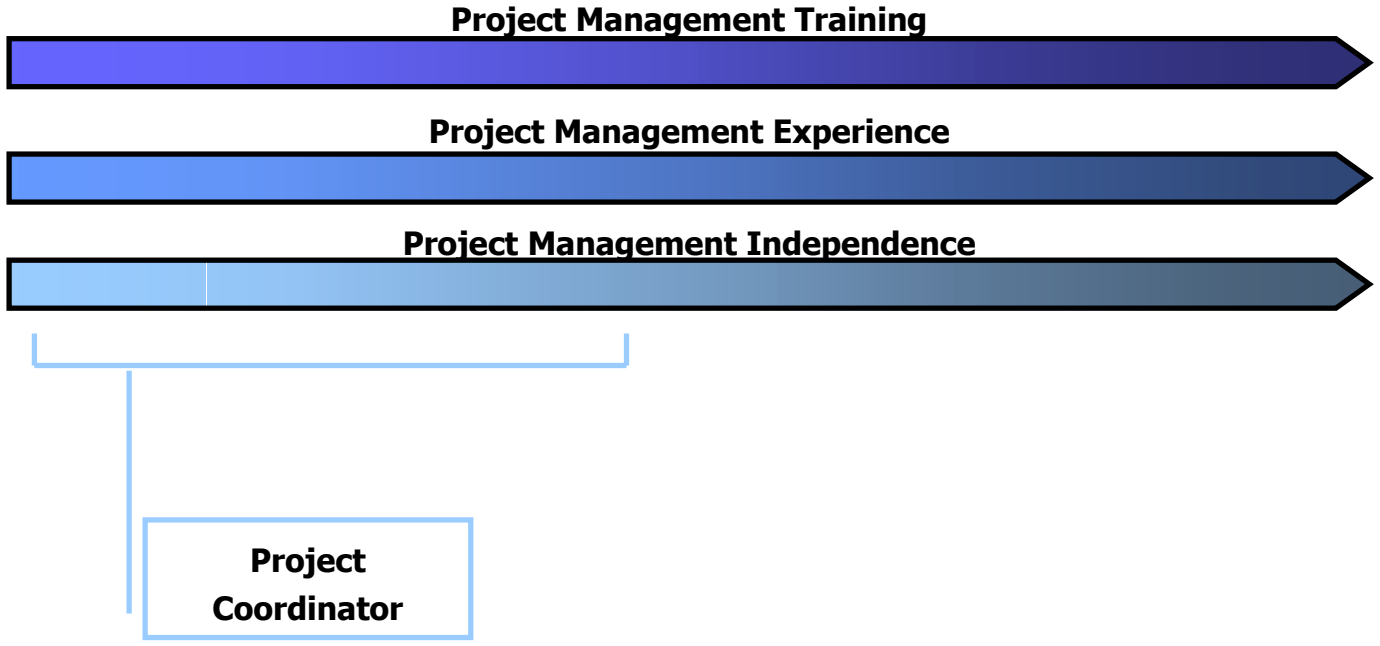 Project Management Training
Project Management Experience
Project Management Independence
Project
Coordinator